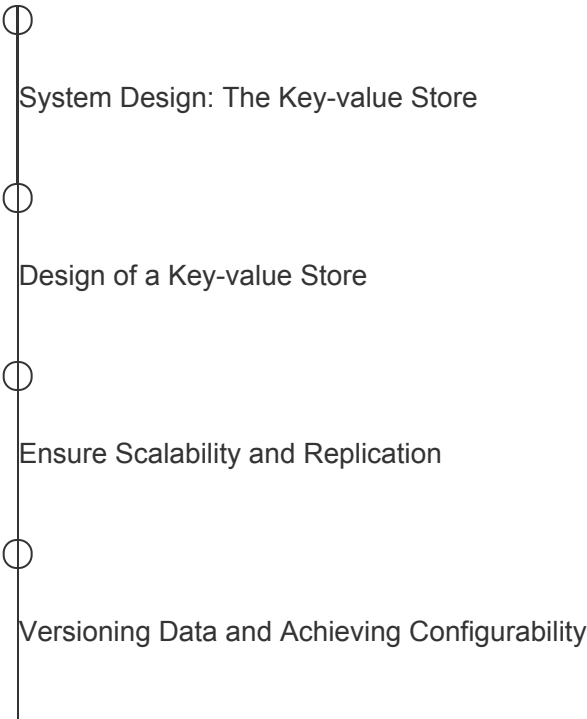 System Design: The Key-value Store
Design of a Key-value Store
Ensure Scalability and Replication
Versioning Data and Achieving Configurability